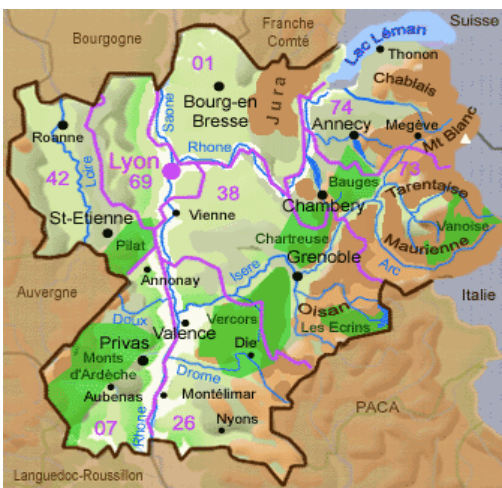 Suisse
Franche
Comté
Bourgogne
Lac Léman
Thonon
Chablais
01
Bourg-en
Bresse
Jura
74
Annecy
Megève
Mt Blanc
Roanne
Loire
Saone
Rhone
42
Lyon
69
38
73
Bauges
Tarentaise
Chambery
Vanoise
St-Etienne
Vienne
Pilat
Chartreuse
Maurienne
Grenoble
Arc
Annonay
Isere
Auvergne
Italie
Doux
Valence
Vercors
Oisan
Les Ecrins
Privas
Die
Monts
d'Ardèche
Drome
Aubenas
Montélimar
PACA
07
Rhone
26
Nyons
Languedoc-Roussillon